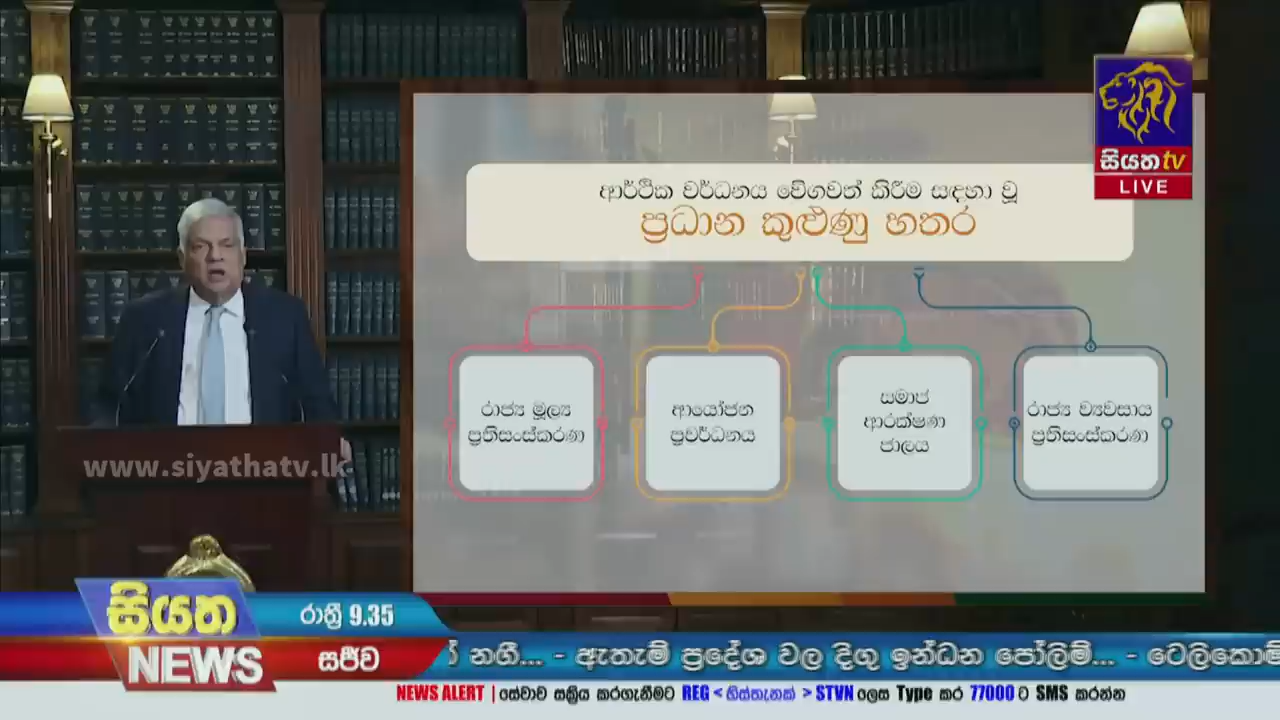 සියත tv
LIVE
ආර්ථික වර්ධනය වේගවත් කිරීම සඳහා වූ
ප්‍රධාන කුළුණු හතර
රාජ්‍ය මූල්‍ය
ප්‍රතිසංස්කරණ
ආයෝජන
ප්‍රවර්ධනය
සමාජ
ආරක්ෂණ
ජාලය
රාජ්‍ය ව්‍යවසාය
ප්‍රතිසංස්කරණ
www.siyathatv.lk
සියත
NEWS
රාත්‍රී 9.35
සජීව
නගී... - ඇතැම් ප්‍රදේශ වල දිගු ඉන්ධන පෝලිම්... -
NEWS ALERT | සේවාව සක්‍රීය කරගැනීමට REG < හිස්තැනක් > STVN ලෙස Type කර 77000 ට SMS කරන්න